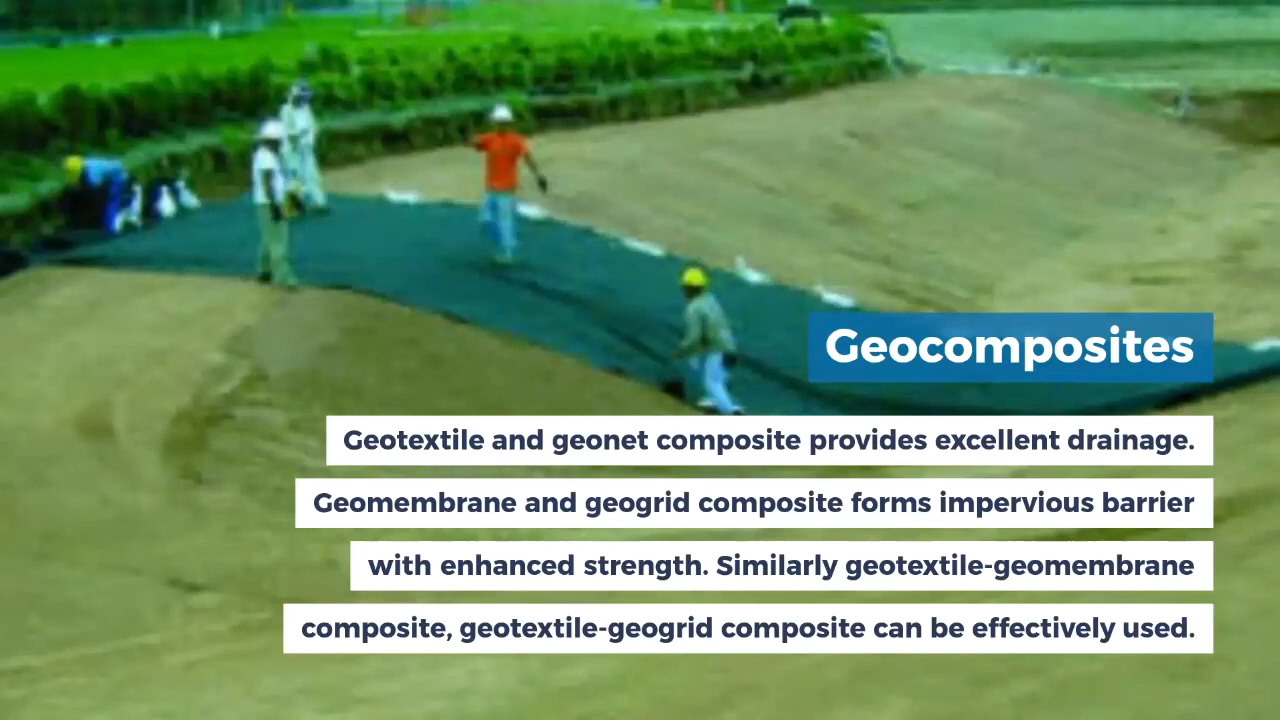 Geocomposites
Geotextile and geonet composite provides excellent drainage.
Geomembrane and geogrid composite forms impervious barrier
with enhanced strength. Similarly geotextile-geomembrane
composite, geotextile-geogrid composite can be effectively used.